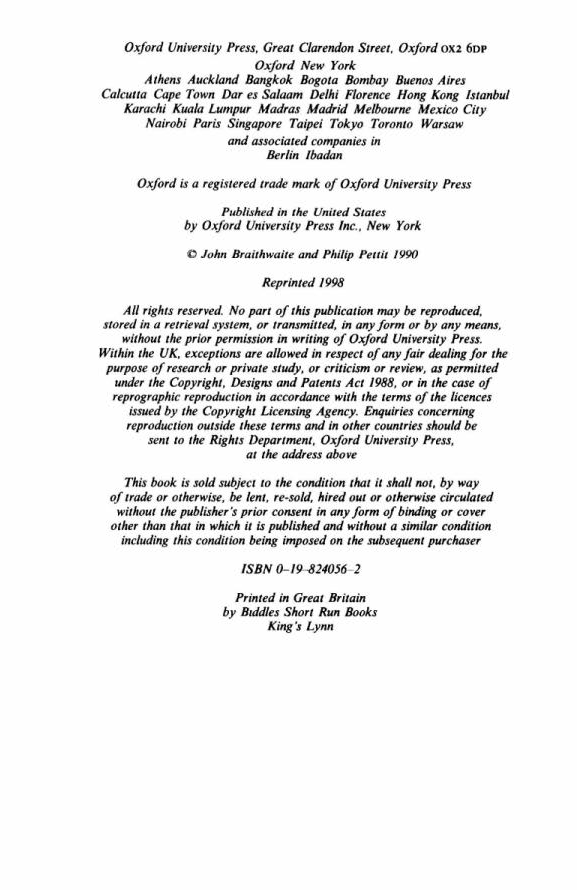 Oxford University Press, Great Clarendon Street, Oxford OX2 6DP
Oxford New York
Athens Auckland Bangkok Bogota Bombay Buenos Aires
Calcutta Cape Town Dar es Salaam Delhi Florence Hong Kong Istanbul
Karachi Kuala Lumpur Madras Madrid Melbourne Mexico City
Nairobi Paris Singapore Taipei Tokyo Toronto Warsaw
and associated companies in
Berlin Ibadan
Oxford is a registered trade mark of Oxford University Press
Published in the United States
by Oxford University Press Inc., New York
© John Braithwaite and Philip Pettit 1990
Reprinted 1998
All rights reserved. No part of this publication may be reproduced,
stored in a retrieval system, or transmitted, in any form or by any means,
without the prior permission in writing of Oxford University Press.
Within the UK, exceptions are allowed in respect of any fair dealing for the
purpose of research or private study, or criticism or review, as permitted
under the Copyright, Designs and Patents Act 1988, or in the case of
reprographic reproduction in accordance with the terms of the licences
issued by the Copyright Licensing Agency. Enquiries concerning
reproduction outside these terms and in other countries should be
sent to the Rights Department, Oxford University Press,
at the address above
This book is sold subject to the condition that it shall not, by way
of trade or otherwise, be lent, re-sold, hired out or otherwise circulated
without the publisher's prior consent in any form of binding or cover
other than that in which it is published and without a similar condition
including this condition being imposed on the subsequent purchaser
ISBN 0-19-824056-2
Printed in Great Britain
by Biddles Short Run Books
King's Lynn